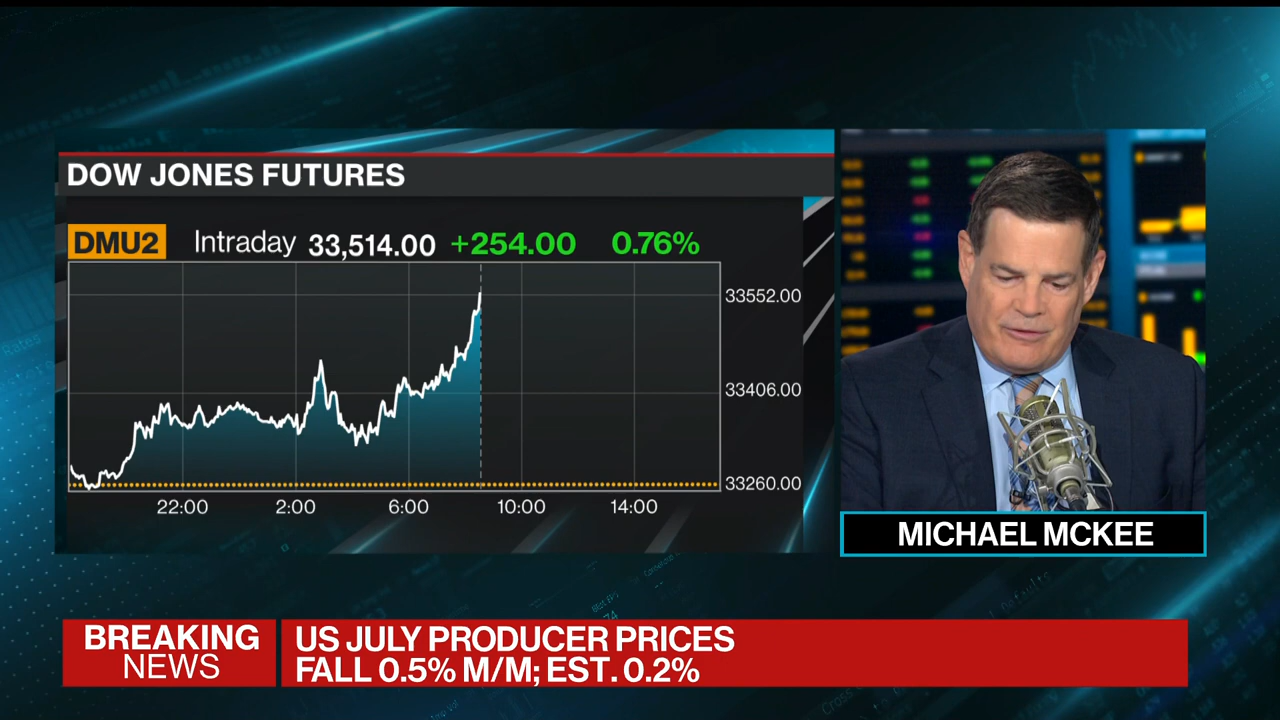 DOW JONES FUTURES
DMU2 Intraday 33,514.00 +254.00 0.76%
33552.00
33406.00
33260.00
22:00 2:00 6:00 10:00 14:00
MICHAEL MCKEE
BREAKING NEWS
US JULY PRODUCER PRICES
FALL 0.5% M/M; EST. 0.2%